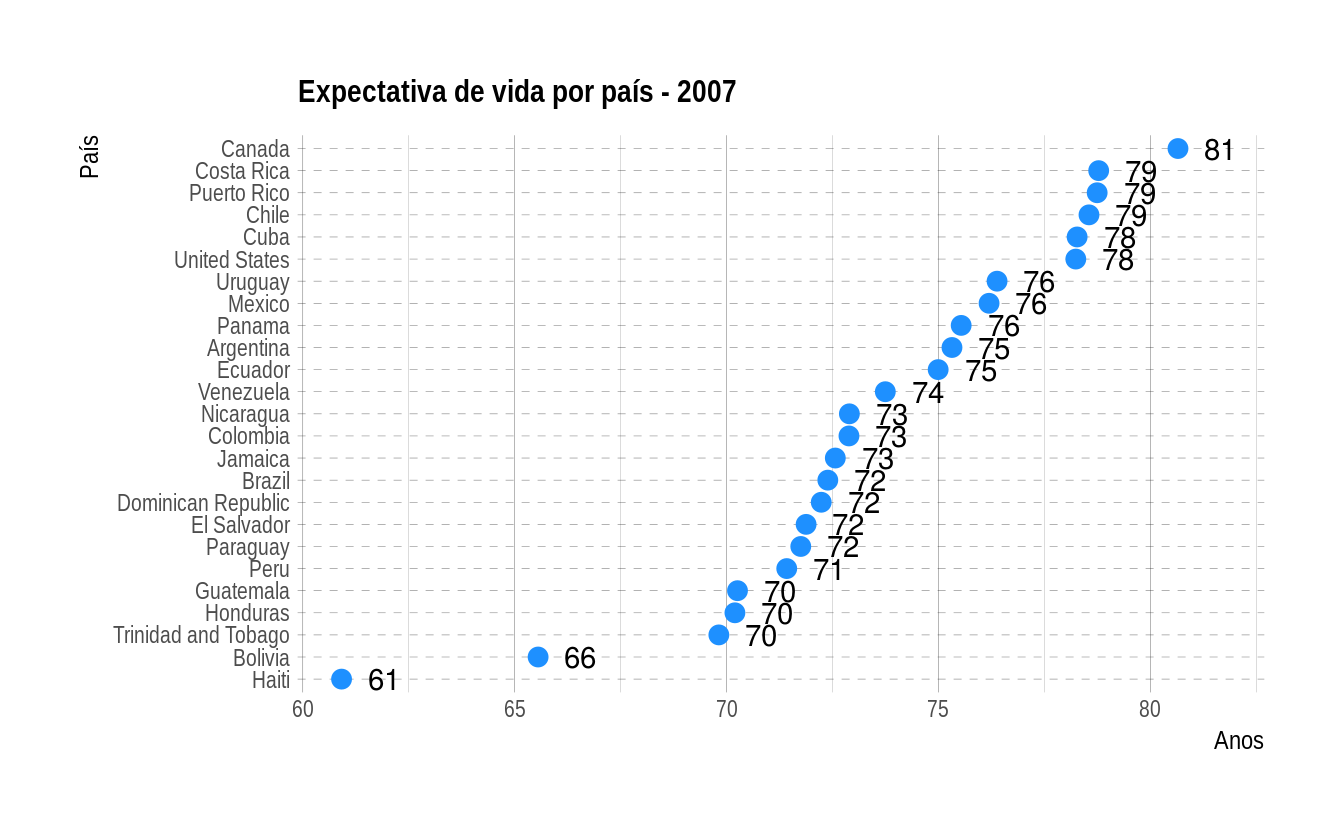 Expectativa de vida por país - 2007
País
Canada 81
Costa Rica 79
Puerto Rico 79
Chile 79
Cuba 78
United States 78
Uruguay 76
Mexico 76
Panama 76
Argentina 75
Ecuador 75
Venezuela 74
Nicaragua 73
Colombia 73
Jamaica 73
Brazil 72
Dominican Republic 72
El Salvador 72
Paraguay 72
Peru 71
Guatemala 70
Honduras 70
Trinidad and Tobago 70
Bolivia 66
Haiti 61
60 65 70 75 80
Anos